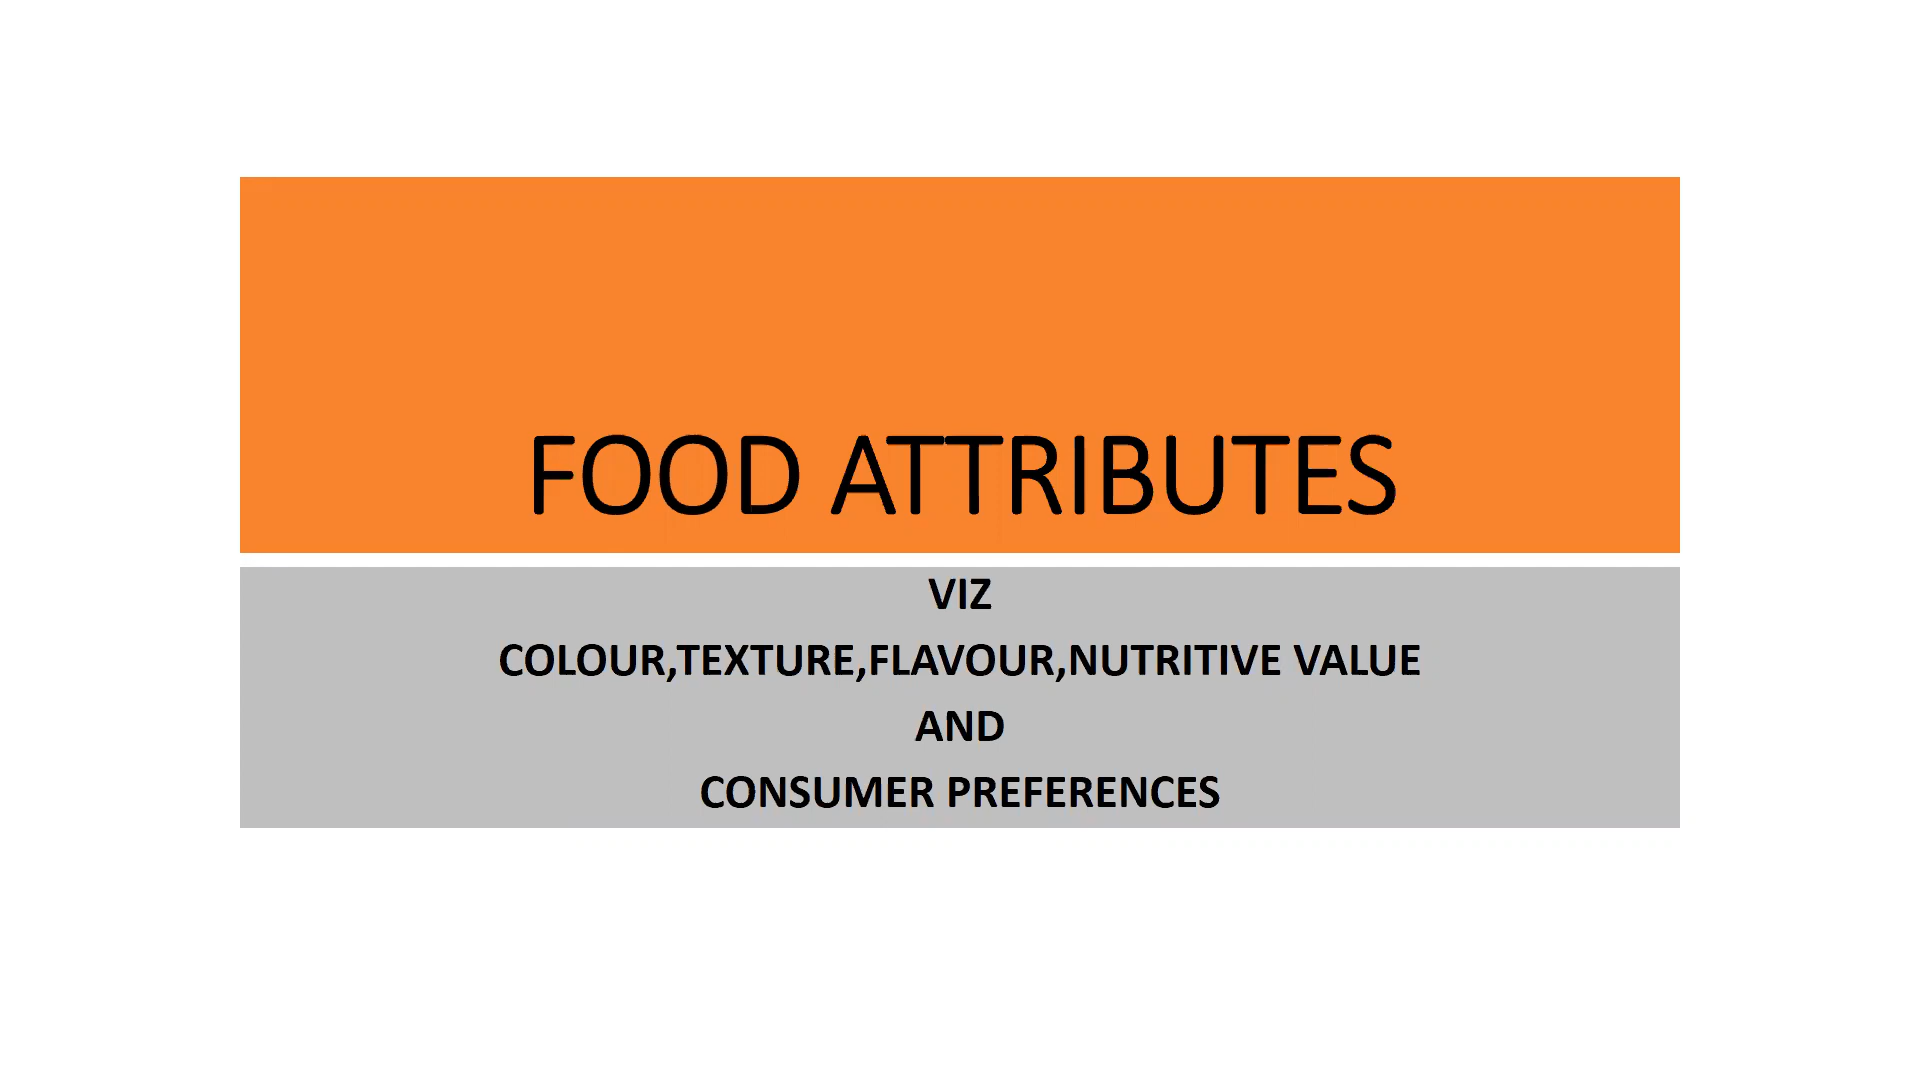 FOOD ATTRIBUTES
VIZ
COLOUR,TEXTURE,FLAVOUR,NUTRITIVE VALUE
AND
CONSUMER PREFERENCES